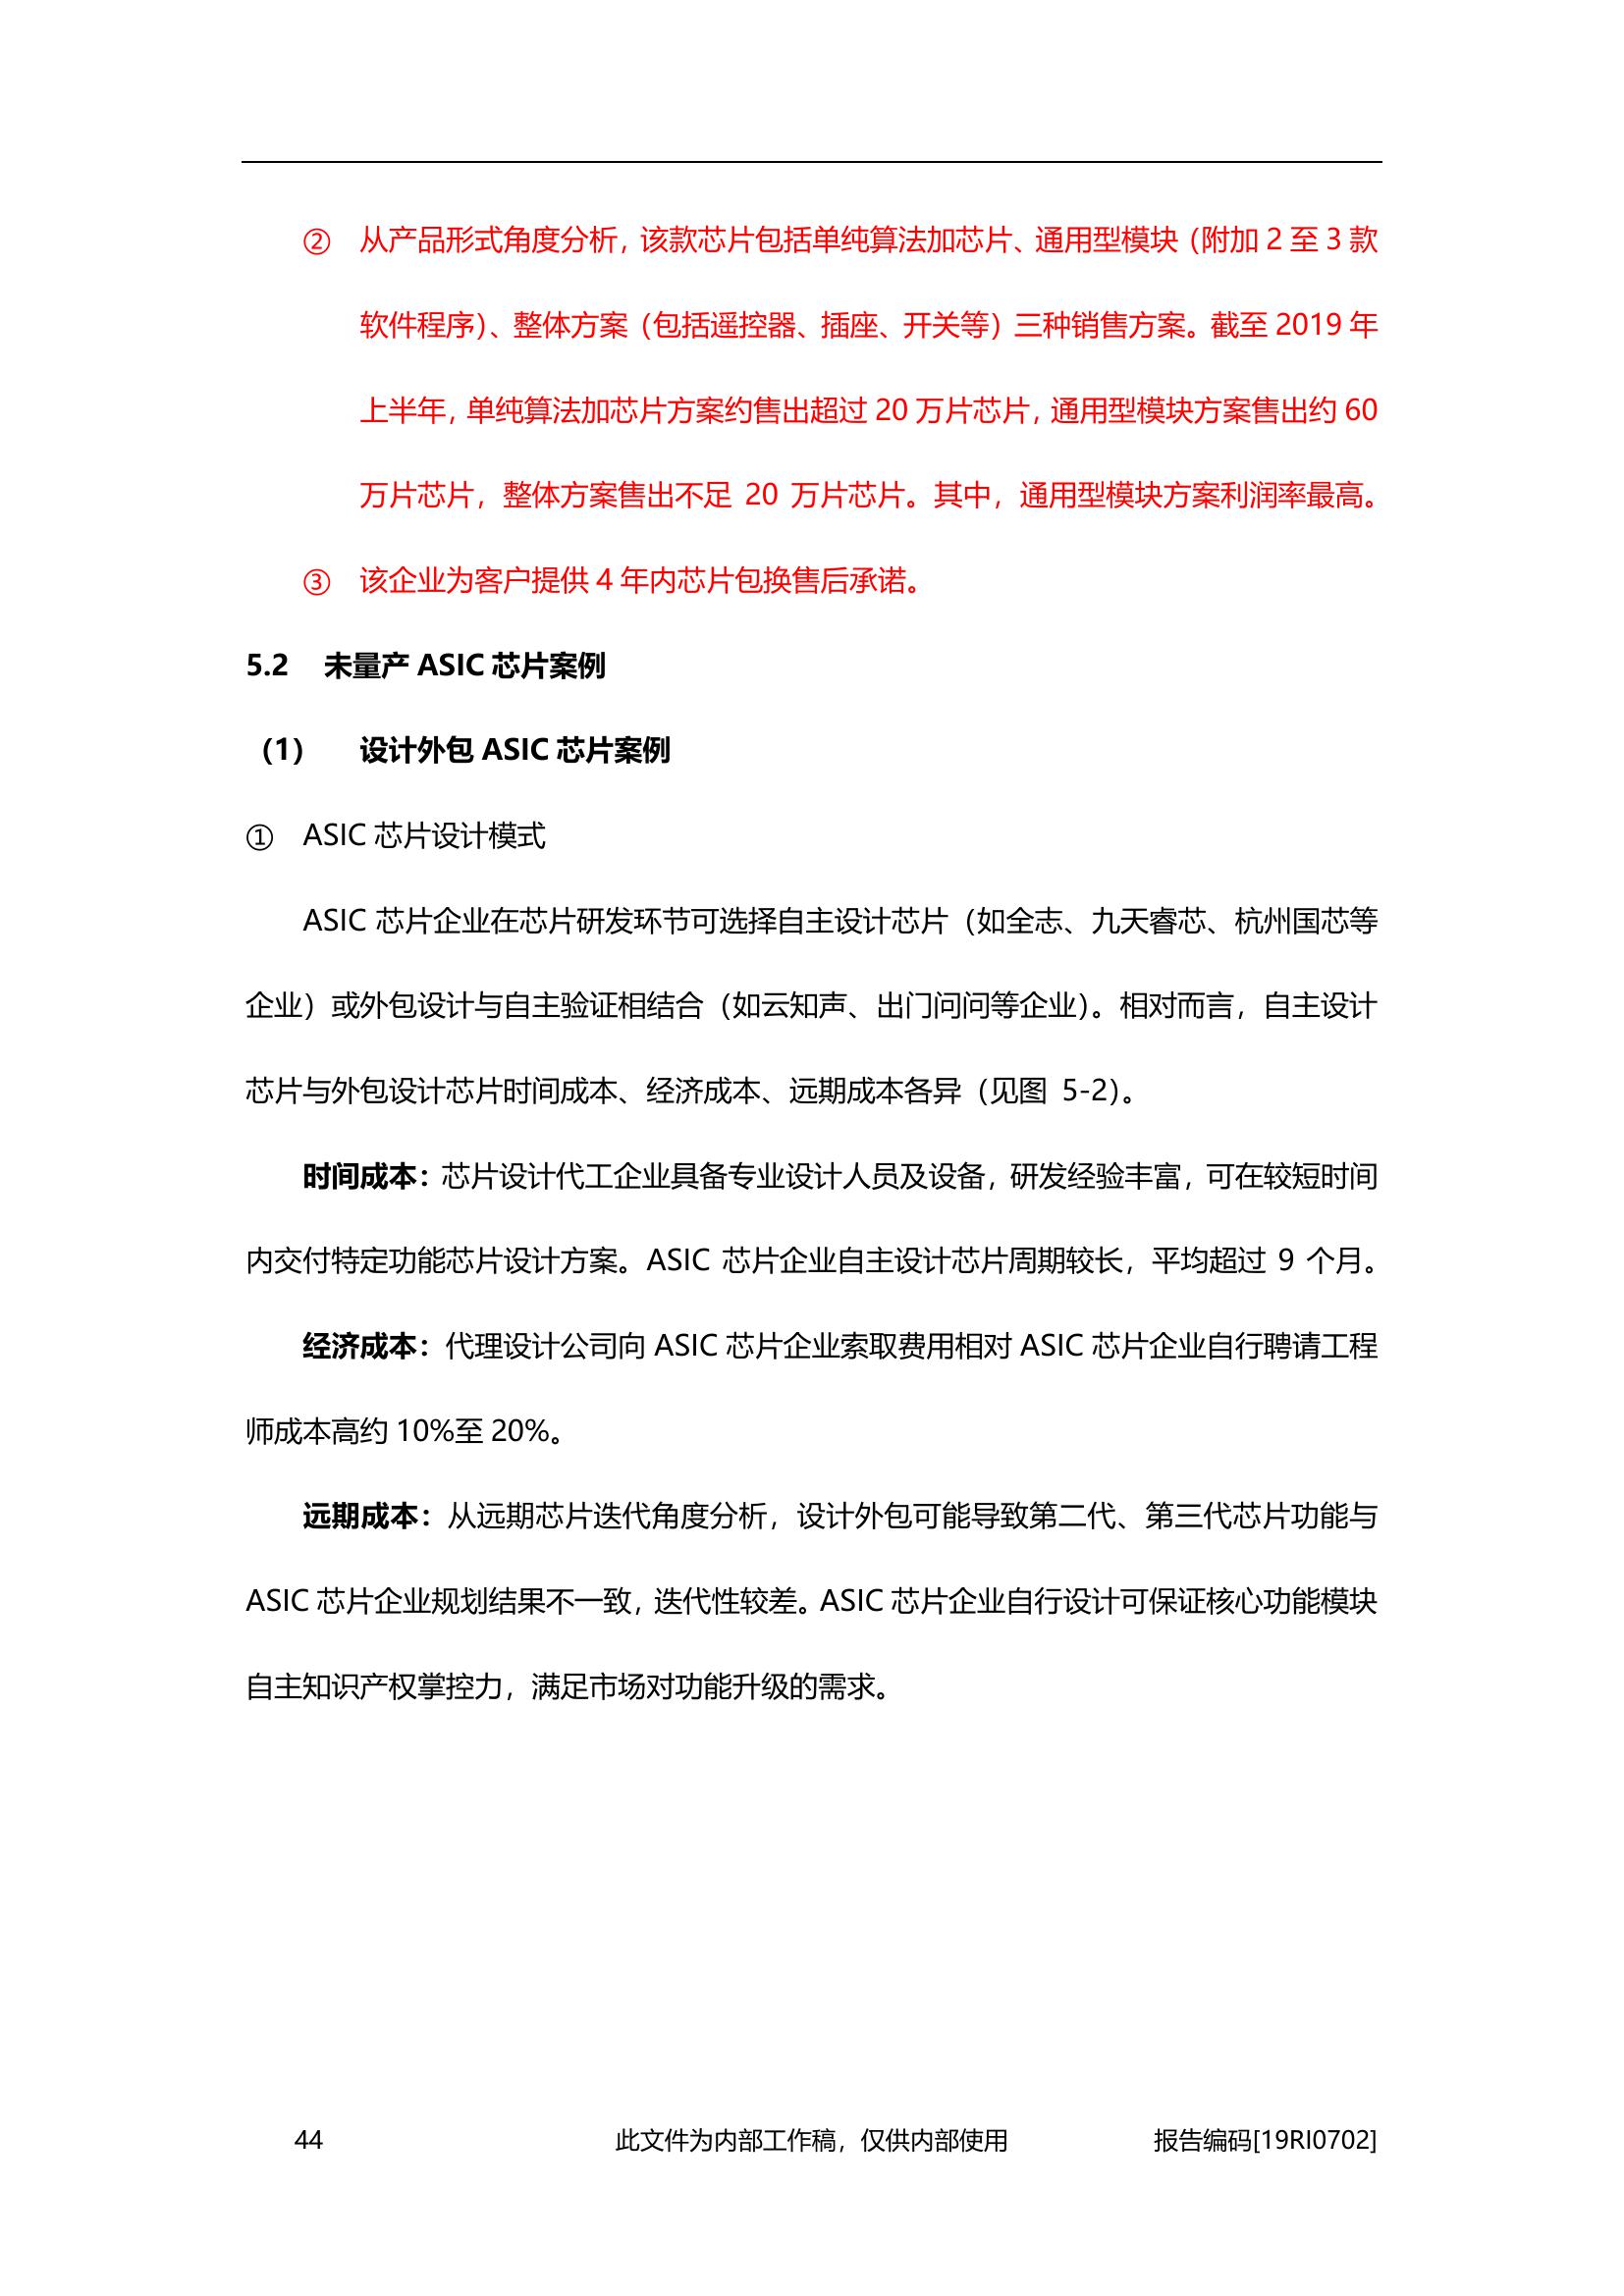 ② 从产品形式角度分析，该款芯片包括单纯算法加芯片、通用型模块（附加 2 至 3 款
软件程序）、整体方案（包括遥控器、插座、开关等）三种销售方案。截至 2019 年
上半年，单纯算法加芯片方案约售出超过 20 万片芯片，通用型模块方案售出约 60
万片芯片，整体方案售出不足 20 万片芯片。其中，通用型模块方案利润率最高。
③ 该企业为客户提供 4 年内芯片包换售后承诺。
5.2 未量产 ASIC 芯片案例
（1） 设计外包 ASIC 芯片案例
① ASIC 芯片设计模式
ASIC 芯片企业在芯片研发环节可选择自主设计芯片（如全志、九天睿芯、杭州国芯等
企业）或外包设计与自主验证相结合（如云知声、出门问问等企业）。相对而言，自主设计
芯片与外包设计芯片时间成本、经济成本、远期成本各异（见图 5-2）。
时间成本：芯片设计代工企业具备专业设计人员及设备，研发经验丰富，可在较短时间
内交付特定功能芯片设计方案。ASIC 芯片企业自主设计芯片周期较长，平均超过 9 个月。
经济成本：代理设计公司向 ASIC 芯片企业索取费用相对 ASIC 芯片企业自行聘请工程
师成本高约 10%至 20%。
远期成本：从远期芯片迭代角度分析，设计外包可能导致第二代、第三代芯片功能与
ASIC 芯片企业规划结果不一致，迭代性较差。ASIC 芯片企业自行设计可保证核心功能模块
自主知识产权掌控力，满足市场对功能升级的需求。
44 此文件为内部工作稿，仅供内部使用 报告编码[19RI0702]